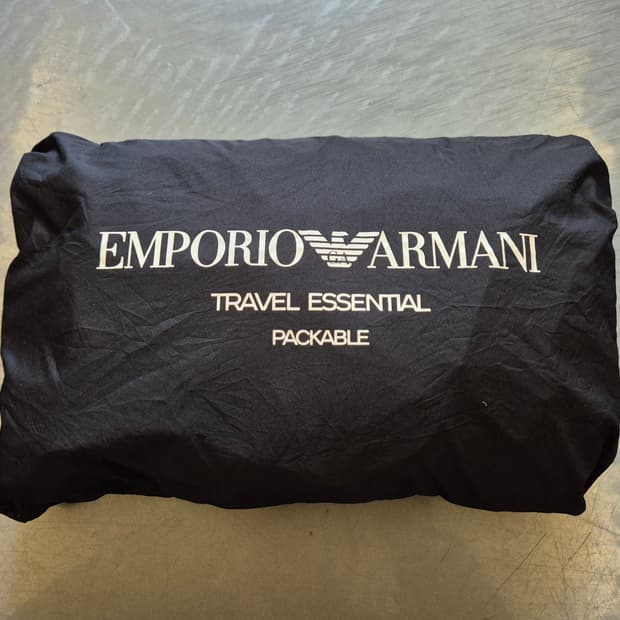 EMPORIO ARMANI
TRAVEL ESSENTIAL
PACKABLE